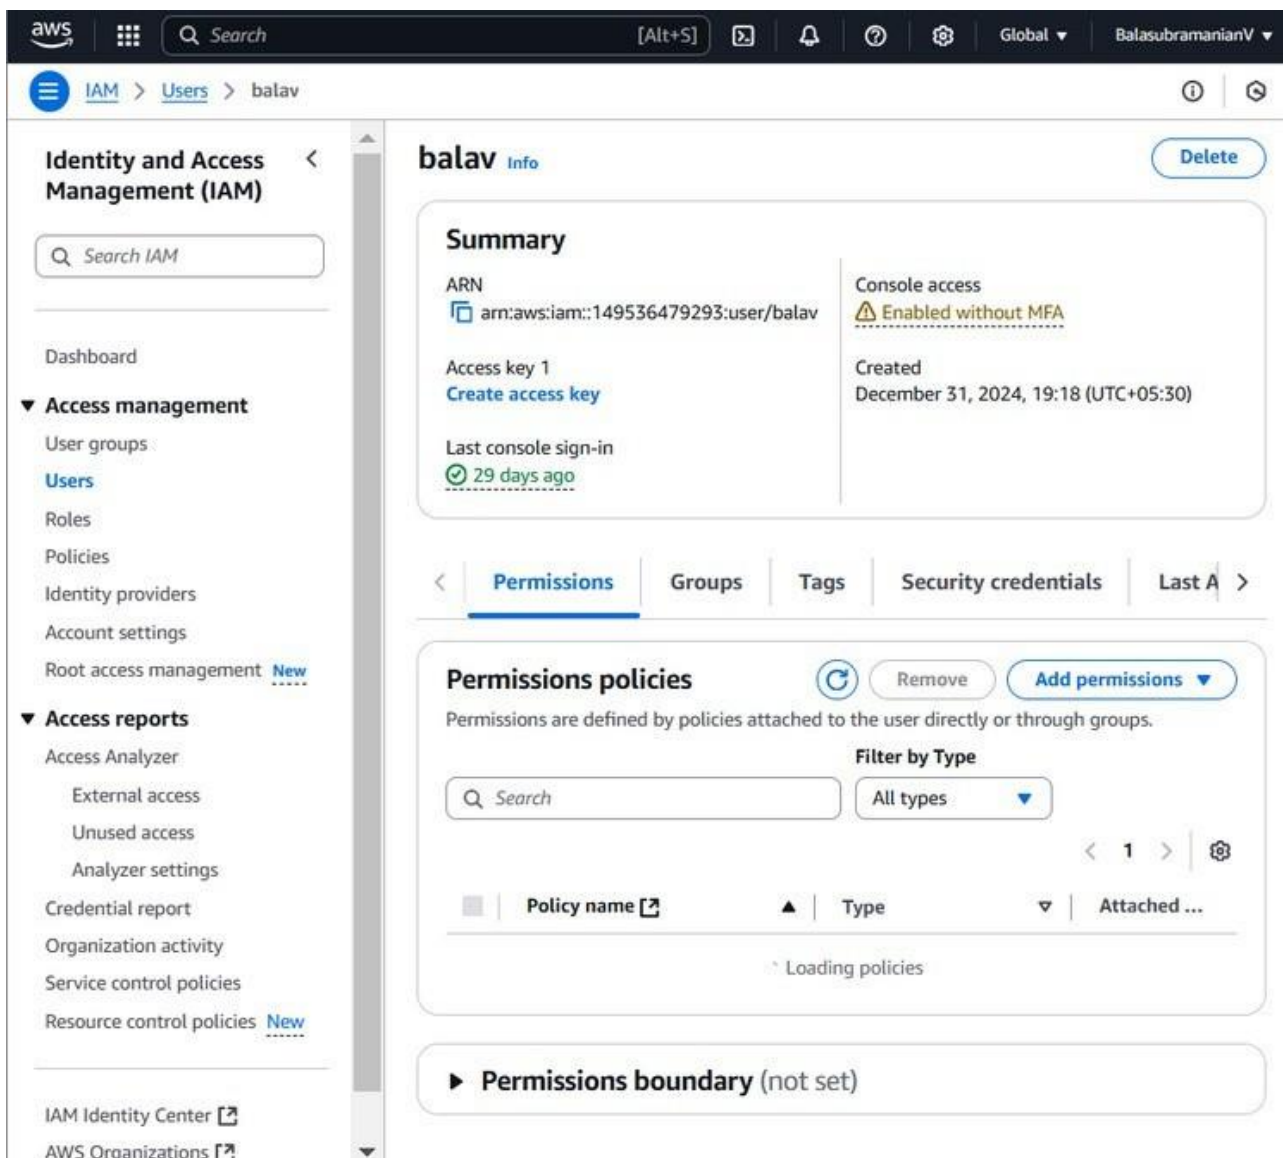 aws
Search
[Alt+S]
Global
BalasubramanianV
IAM > Users > balav
Identity and Access
Management (IAM)
Search IAM
Dashboard
Access management
User groups
Users
Roles
Policies
Identity providers
Account settings
Root access management New
Access reports
Access Analyzer
External access
Unused access
Analyzer settings
Credential report
Organization activity
Service control policies
Resource control policies New
IAM Identity Center
AWS Organizations
balav Info
Delete
Summary
ARN
arn:aws:iam::149536479293:user/balav
Console access
Enabled without MFA
Access key 1
Create access key
Created
December 31, 2024, 19:18 (UTC+05:30)
Last console sign-in
29 days ago
Permissions
Groups
Tags
Security credentials
Last A
Permissions policies
Remove
Add permissions
Permissions are defined by policies attached to the user directly or through groups.
Filter by Type
Search
All types
1
Policy name
Type
Attached ...
Loading policies
Permissions boundary (not set)